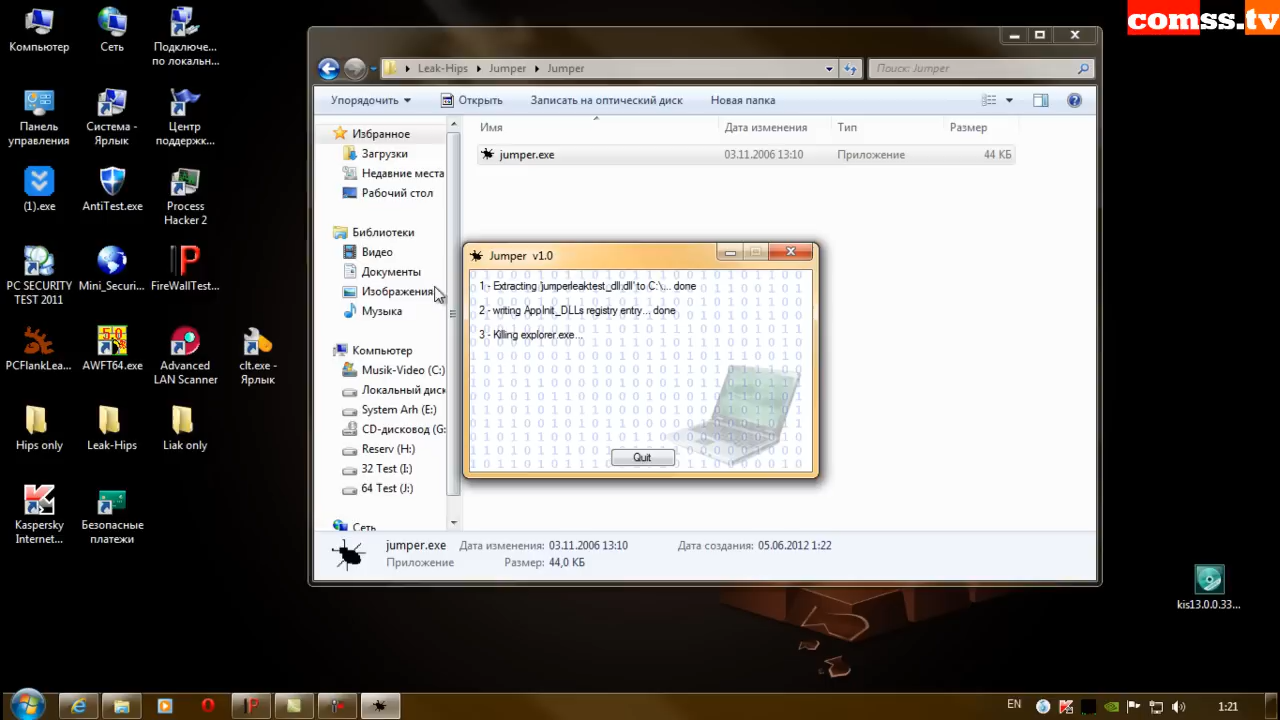 comss.tv
Компьютер
Сеть
Подключе...
по локальн...
Панель
управления
Система -
Ярлык
Центр
поддержк...
(1).exe
AntiTest.exe
Process
Hacker 2
PC SECURITY
TEST 2011
Mini_Securi...
FireWallTest...
PCFlankLea...
AWFT64.exe
Advanced
LAN Scanner
clt.exe -
Ярлык
Hips only
Leak-Hips
Liak only
Kaspersky
Internet...
Безопасные
платежи
kis13.0.0.33...
Leak-Hips
Jumper
Jumper
Поиск: Jumper
Упорядочить
Открыть
Записать на оптический диск
Новая папка
Имя
Дата изменения
Тип
Размер
jumper.exe
03.11.2006 13:10
Приложение
44 КБ
Избранное
Загрузки
Недавние места
Рабочий стол
Библиотеки
Видео
Документы
Изображения
Музыка
Компьютер
Musik-Video (C:)
Локальный диск
System Arh (E:)
CD-дисковод (G:
Reserv (H:)
32 Test (I:)
64 Test (J:)
Сеть
Jumper v1.0
1 - Extracting 'jumperleaktest_dll.dll' to C:\... done
2 - writing AppInit_DLLs registry entry... done
3 - Killing explorer.exe...
Quit
jumper.exe
Дата изменения: 03.11.2006 13:10
Дата создания: 05.06.2012 1:22
Приложение
Размер: 44,0 КБ
EN
1:21